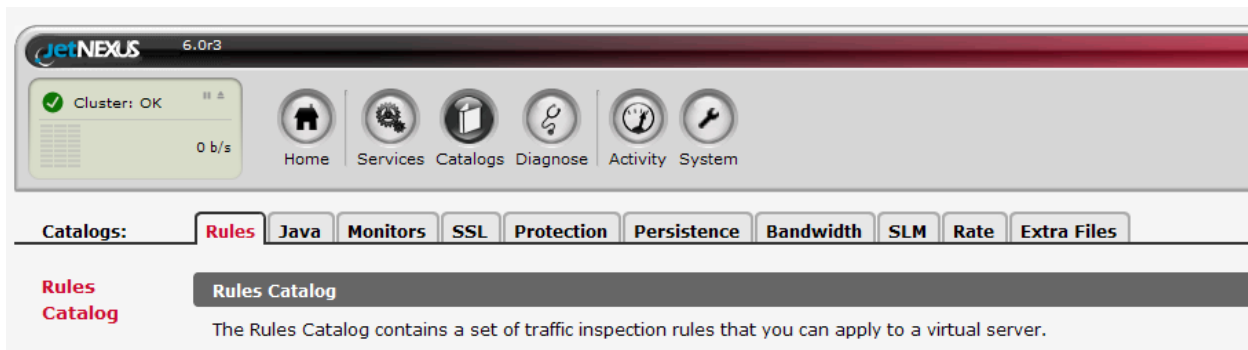 jetNEXUS 6.0r3
Cluster: OK
0 b/s
Home Services Catalogs Diagnose Activity System
Catalogs: Rules Java Monitors SSL Protection Persistence Bandwidth SLM Rate Extra Files
Rules Catalog
Rules Catalog
The Rules Catalog contains a set of traffic inspection rules that you can apply to a virtual server.